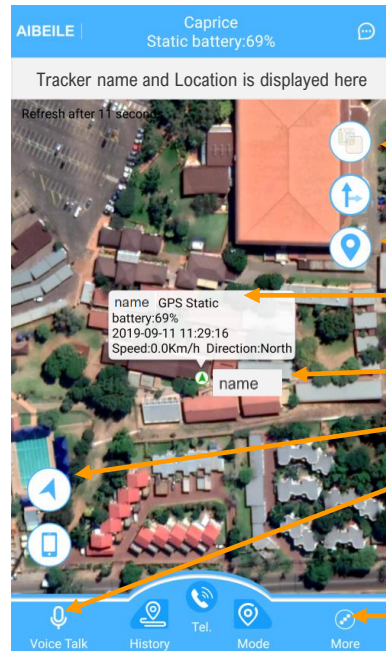 AIBEILE
Caprice
Static battery:69%
Tracker name and Location is displayed here
Refresh after 11 seconds
name GPS Static
battery:69%
2019-09-11 11:29:16
Speed:0.0Km/h Direction:North
name
Voice Talk
History
Tel.
Mode
More